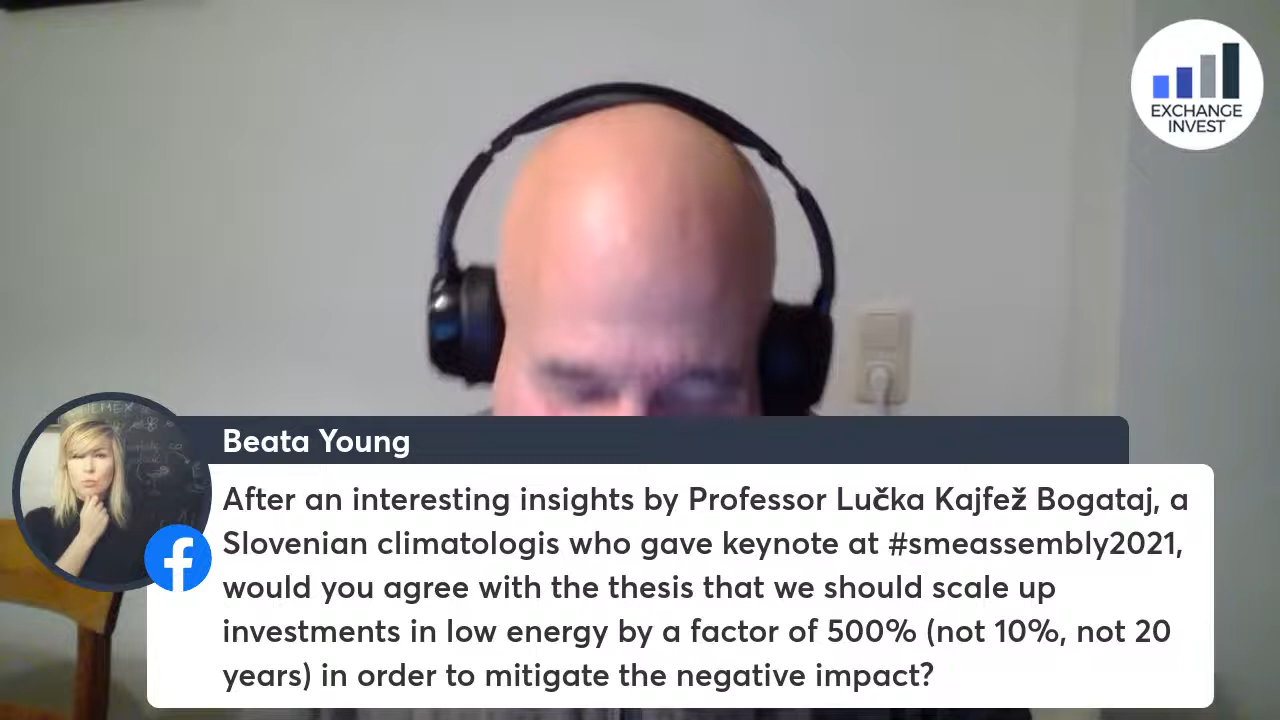 EXCHANGE
INVEST
Beata Young
After an interesting insights by Professor Lučka Kajfež Bogataj, a
Slovenian climatologis who gave keynote at #smeassembly2021,
would you agree with the thesis that we should scale up
investments in low energy by a factor of 500% (not 10%, not 20
years) in order to mitigate the negative impact?